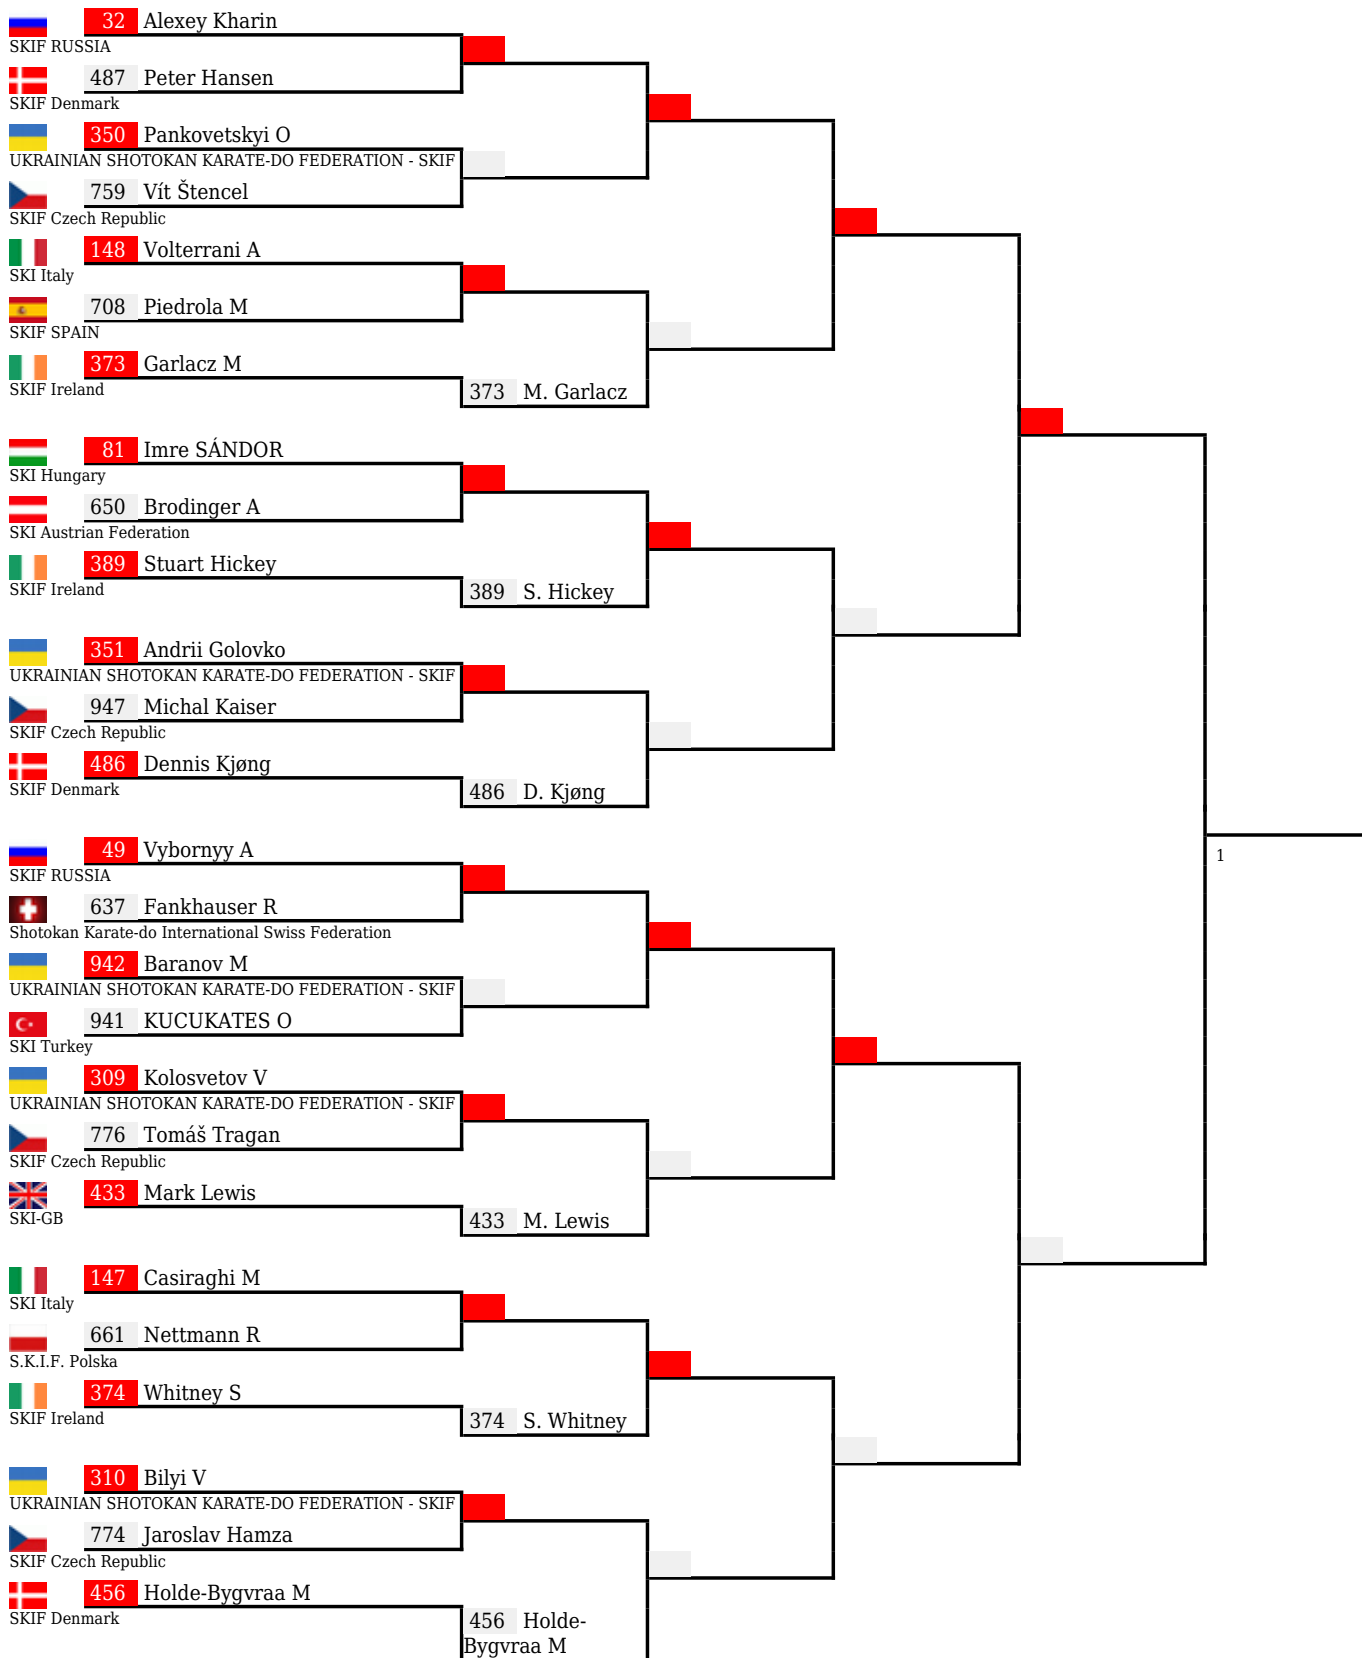 32 Alexey Kharin
SKIF RUSSIA
487 Peter Hansen
SKIF Denmark
350 Pankovetskyi O
UKRAINIAN SHOTOKAN KARATE-DO FEDERATION - SKIF
759 Vít Štencel
SKIF Czech Republic
148 Volterrani A
SKI Italy
708 Piedrola M
SKIF SPAIN
373 Garlacz M
SKIF Ireland
373 M. Garlacz
81 Imre SÁNDOR
SKI Hungary
650 Brodinger A
SKI Austrian Federation
389 Stuart Hickey
SKIF Ireland
389 S. Hickey
351 Andrii Golovko
UKRAINIAN SHOTOKAN KARATE-DO FEDERATION - SKIF
947 Michal Kaiser
SKIF Czech Republic
486 Dennis Kjøng
SKIF Denmark
486 D. Kjøng
49 Vybornyy A
1
SKIF RUSSIA
637 Fankhauser R
Shotokan Karate-do International Swiss Federation
942 Baranov M
UKRAINIAN SHOTOKAN KARATE-DO FEDERATION - SKIF
941 KUCUKATES O
SKI Turkey
309 Kolosvetov V
UKRAINIAN SHOTOKAN KARATE-DO FEDERATION - SKIF
776 Tomáš Tragan
SKIF Czech Republic
433 Mark Lewis
SKI-GB
433 M. Lewis
147 Casiraghi M
SKI Italy
661 Nettmann R
S.K.I.F. Polska
374 Whitney S
SKIF Ireland
374 S. Whitney
310 Bilyi V
UKRAINIAN SHOTOKAN KARATE-DO FEDERATION - SKIF
774 Jaroslav Hamza
SKIF Czech Republic
456 Holde-Bygvraa M
SKIF Denmark
456 Holde-
Bygvraa M